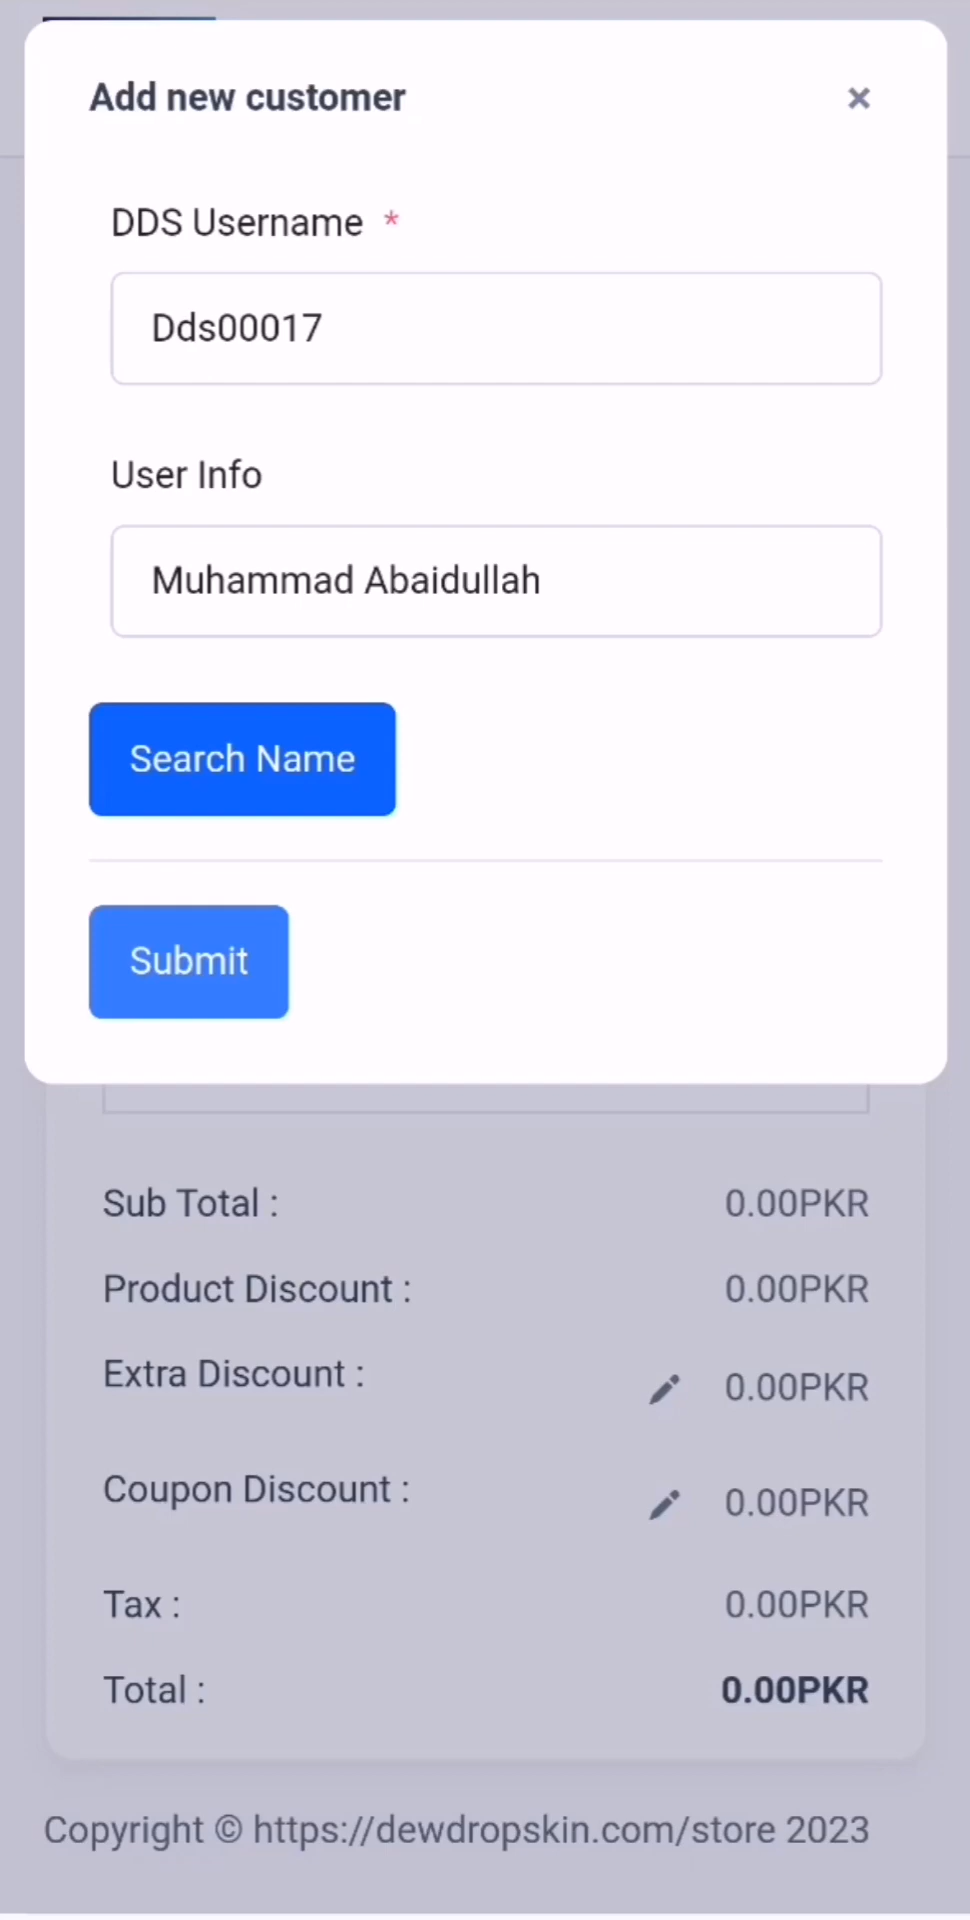 Add new customer ×
DDS Username *
Dds00017
User Info
Muhammad Abaidullah
Search Name
Submit
Sub Total : 0.00PKR
Product Discount : 0.00PKR
Extra Discount : 0.00PKR
Coupon Discount : 0.00PKR
Tax : 0.00PKR
Total : 0.00PKR
Copyright © https://dewdropskin.com/store 2023